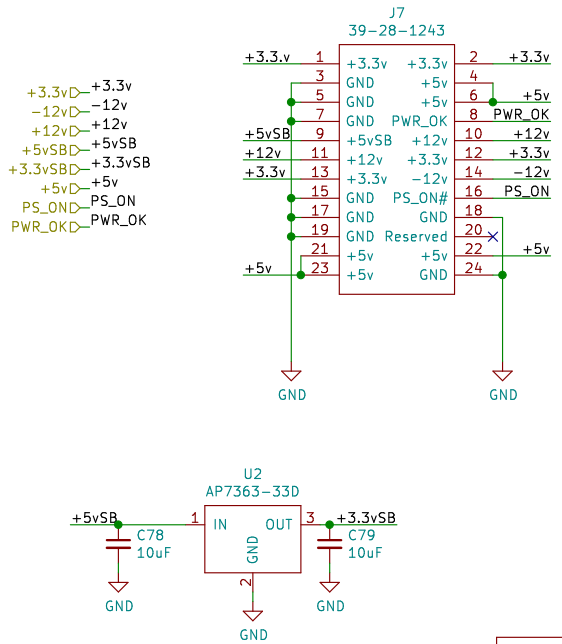 J7
39-28-1243
+3.3.v 1 +3.3v +3.3v 2 +3.3v
3 GND +5v 4
5 GND +5v 6 +5v
7 GND PWR_OK 8 PWR_OK
+5vSB 9 +5vSB +12v 10 +12v
+12v 11 +12v +3.3v 12 +3.3v
+3.3v 13 +3.3v -12v 14 -12v
15 GND PS_ON# 16 PS_ON
17 GND GND 18
19 GND Reserved 20
21 +5v +5v 22 +5v
+5v 23 +5v GND 24
GND GND
+3.3v +3.3v
-12v -12v
+12v +12v
+5vSB +5vSB
+3.3vSB +3.3vSB
+5v +5v
PS_ON PS_ON
PWR_OK PWR_OK
U2
AP7363-33D
+5vSB 1 IN OUT 3 +3.3vSB
C78
10uF
GND
C79
10uF
2
GND
GND
GND